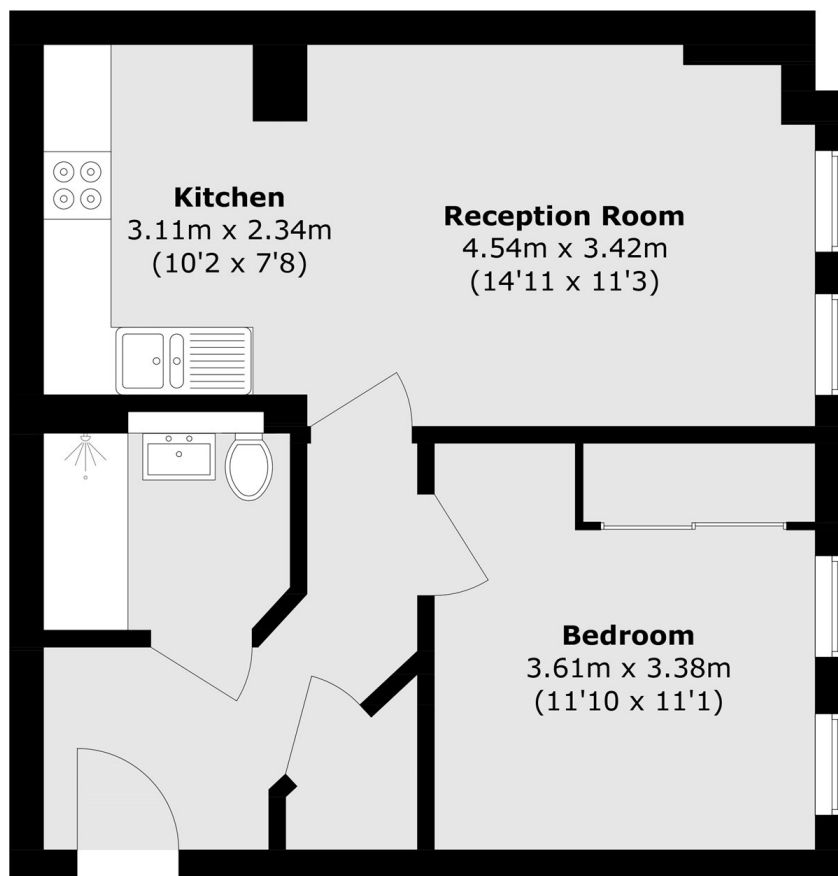 Kitchen
3.11m x 2.34m
(10'2 x 7'8)
Reception Room
4.54m x 3.42m
(14'11 x 11'3)
Bedroom
3.61m x 3.38m
(11'10 x 11'1)